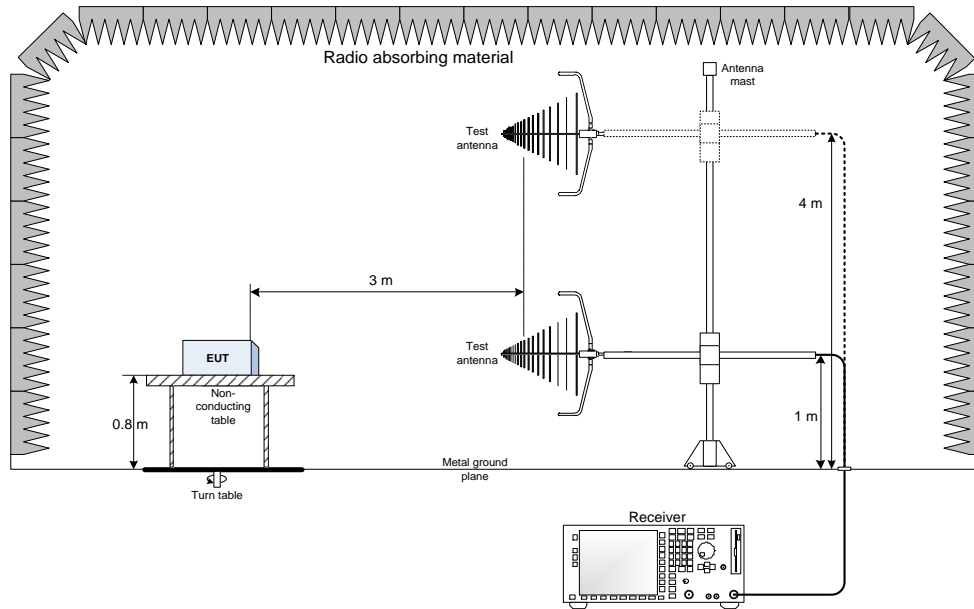 Radio absorbing material
Antenna
mast
Test
antenna
4 m
3 m
Test
antenna
EUT
Non-
conducting
table
0.8 m
1 m
Metal ground
plane
Turn table
Receiver